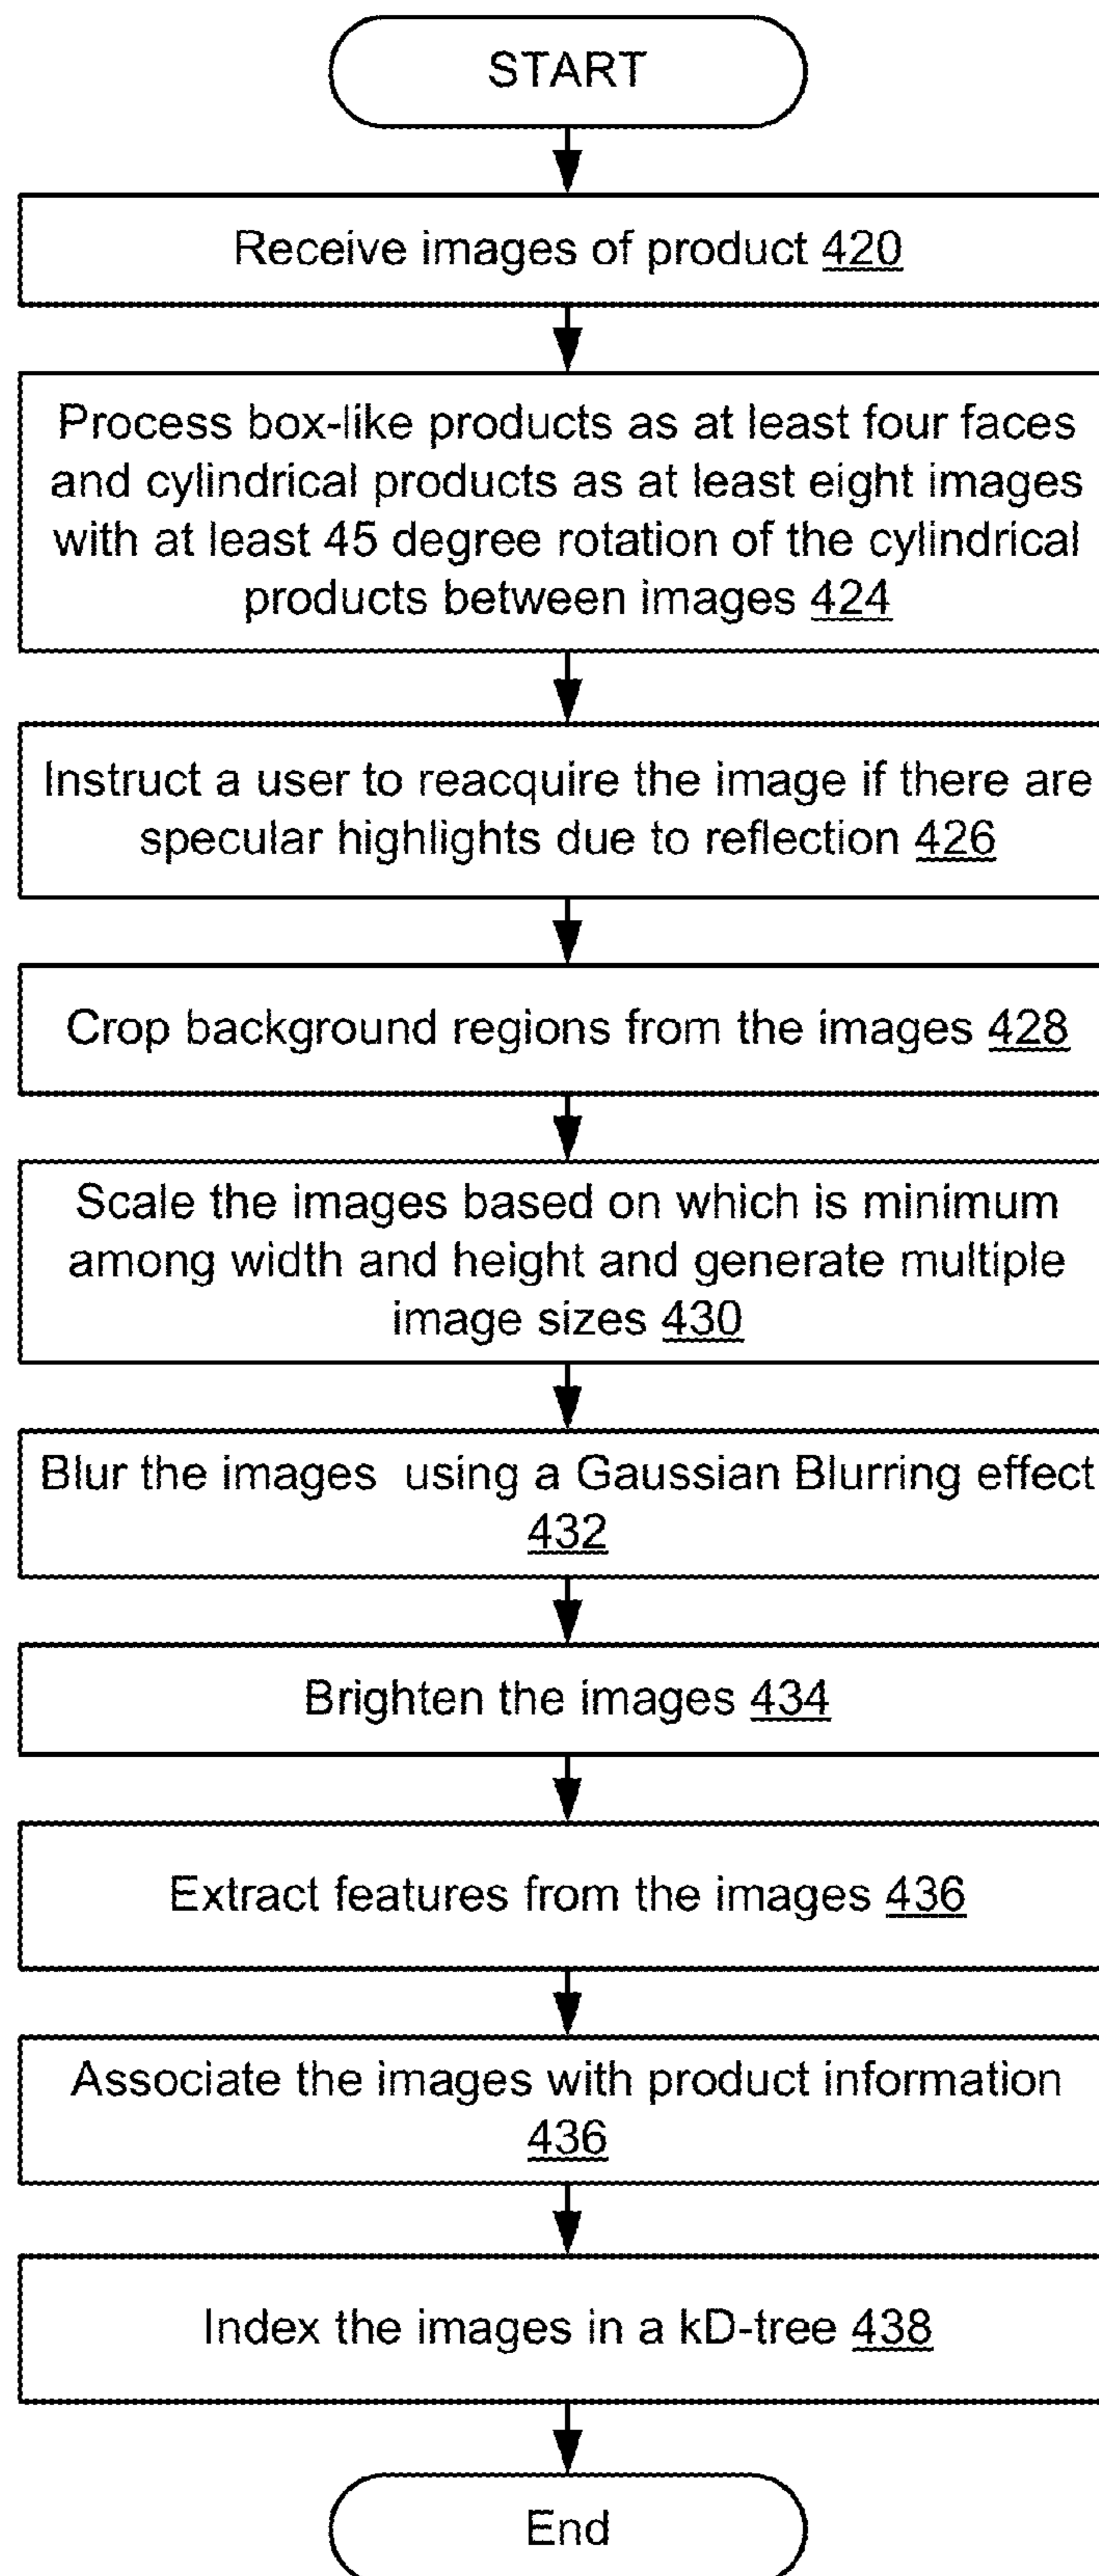 START
Receive images of product 420
Process box-like products as at least four faces
and cylindrical products as at least eight images
with at least 45 degree rotation of the cylindrical
products between images 424
Instruct a user to reacquire the image if there are
specular highlights due to reflection 426
Crop background regions from the images 428
Scale the images based on which is minimum
among width and height and generate multiple
image sizes 430
Blur the images using a Gaussian Blurring effect
432
Brighten the images 434
Extract features from the images 436
Associate the images with product information
436
Index the images in a kD-tree 438
End